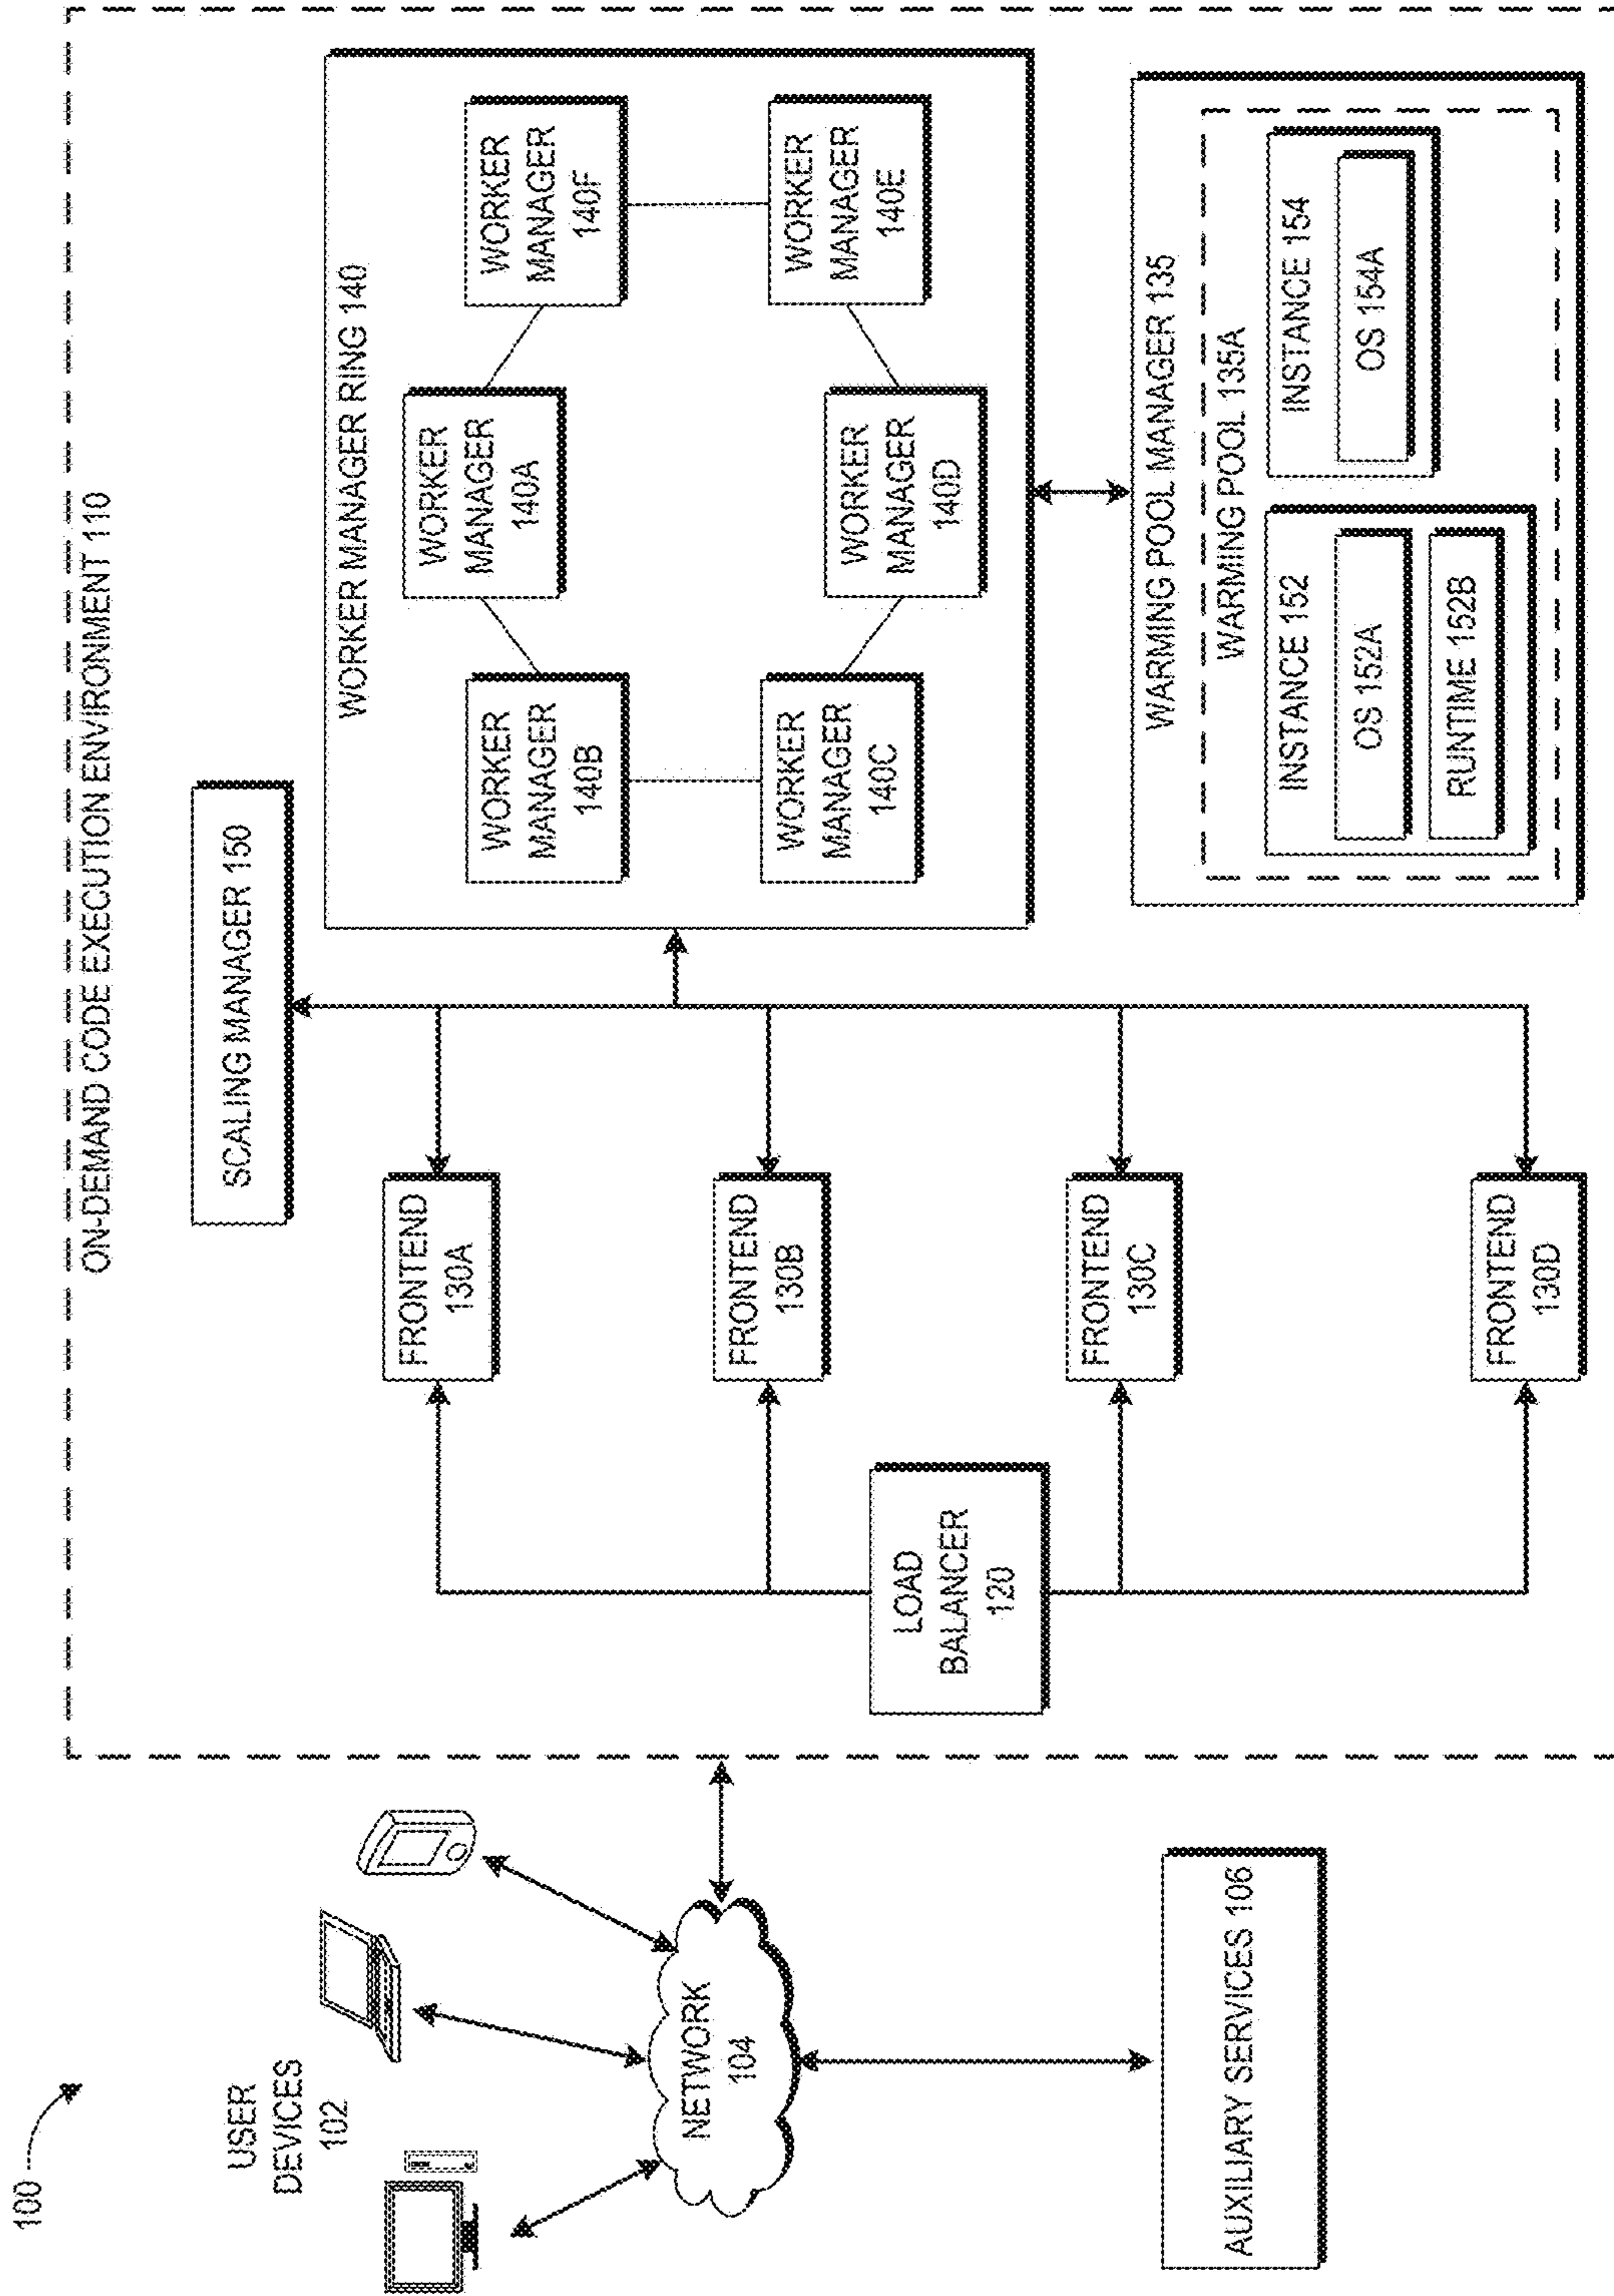 100
USER
DEVICES
102
NETWORK
104
AUXILIARY SERVICES 106
ON-DEMAND CODE EXECUTION ENVIRONMENT 110
LOAD
BALANCER
120
FRONTEND
130A
FRONTEND
130B
FRONTEND
130C
FRONTEND
130D
SCALING MANAGER 150
WORKER MANAGER RING 140
WORKER
MANAGER
140A
WORKER
MANAGER
140B
WORKER
MANAGER
140C
WORKER
MANAGER
140D
WORKER
MANAGER
140E
WORKER
MANAGER
140F
WARMING POOL MANAGER 135
WARMING POOL 135A
INSTANCE 152
OS 152A
RUNTIME 152B
INSTANCE 154
OS 154A